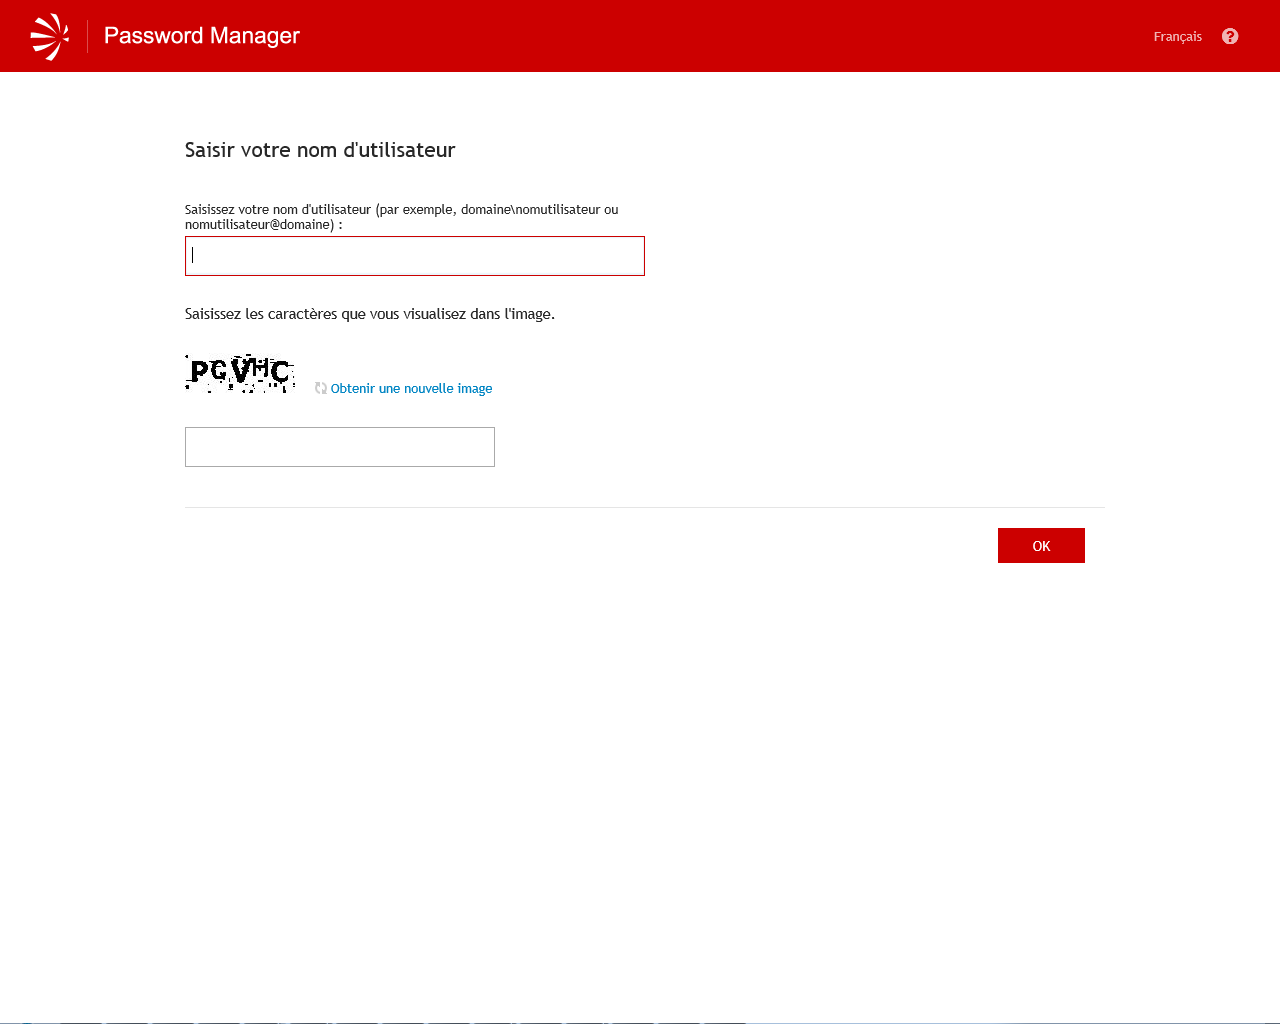 Password Manager
Français
Saisir votre nom d'utilisateur
Saisissez votre nom d'utilisateur (par exemple, domaine\nomutilisateur ou
nomutilisateur@domaine) :
Saisissez les caractères que vous visualisez dans l'image.
Obtenir une nouvelle image
OK